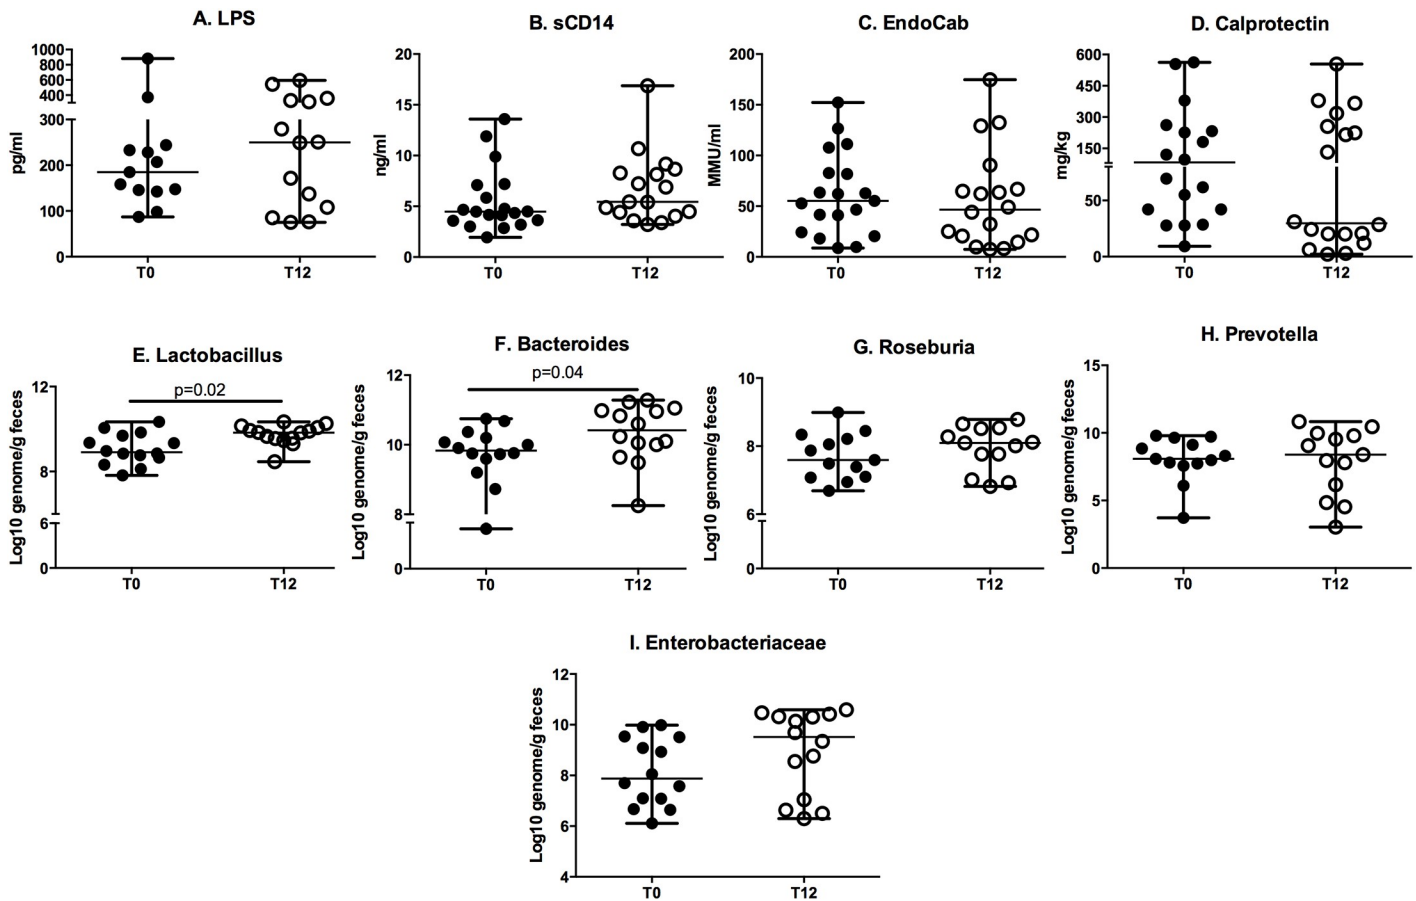 A. LPS
pg/ml
1000
800
600
400
300
200
100
0
T0
T12
B. sCD14
ng/ml
20
15
10
5
0
T0
T12
C. EndoCab
MMU/ml
200
150
100
50
0
T0
T12
D. Calprotectin
mg/kg
600
450
300
150
50
0
T0
T12
E. Lactobacillus
p=0.02
Log10 genome/g feces
12
8
6
0
T0
T12
F. Bacteroides
p=0.04
Log10 genome/g feces
12
10
8
0
T0
T12
G. Roseburia
Log10 genome/g feces
10
8
6
0
T0
T12
H. Prevotella
Log10 genome/g feces
15
10
5
0
T0
T12
I. Enterobacteriaceae
Log10 genome/g feces
12
10
8
6
4
T0
T12